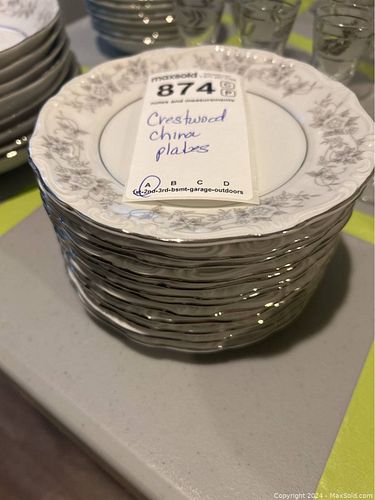 maxsold
874
notes and measurements
Crestwood
china
plates
A B C D
1st-2nd-3rd-bsmt-garage-outdoors
Copyright 2024 - MaxSold.com